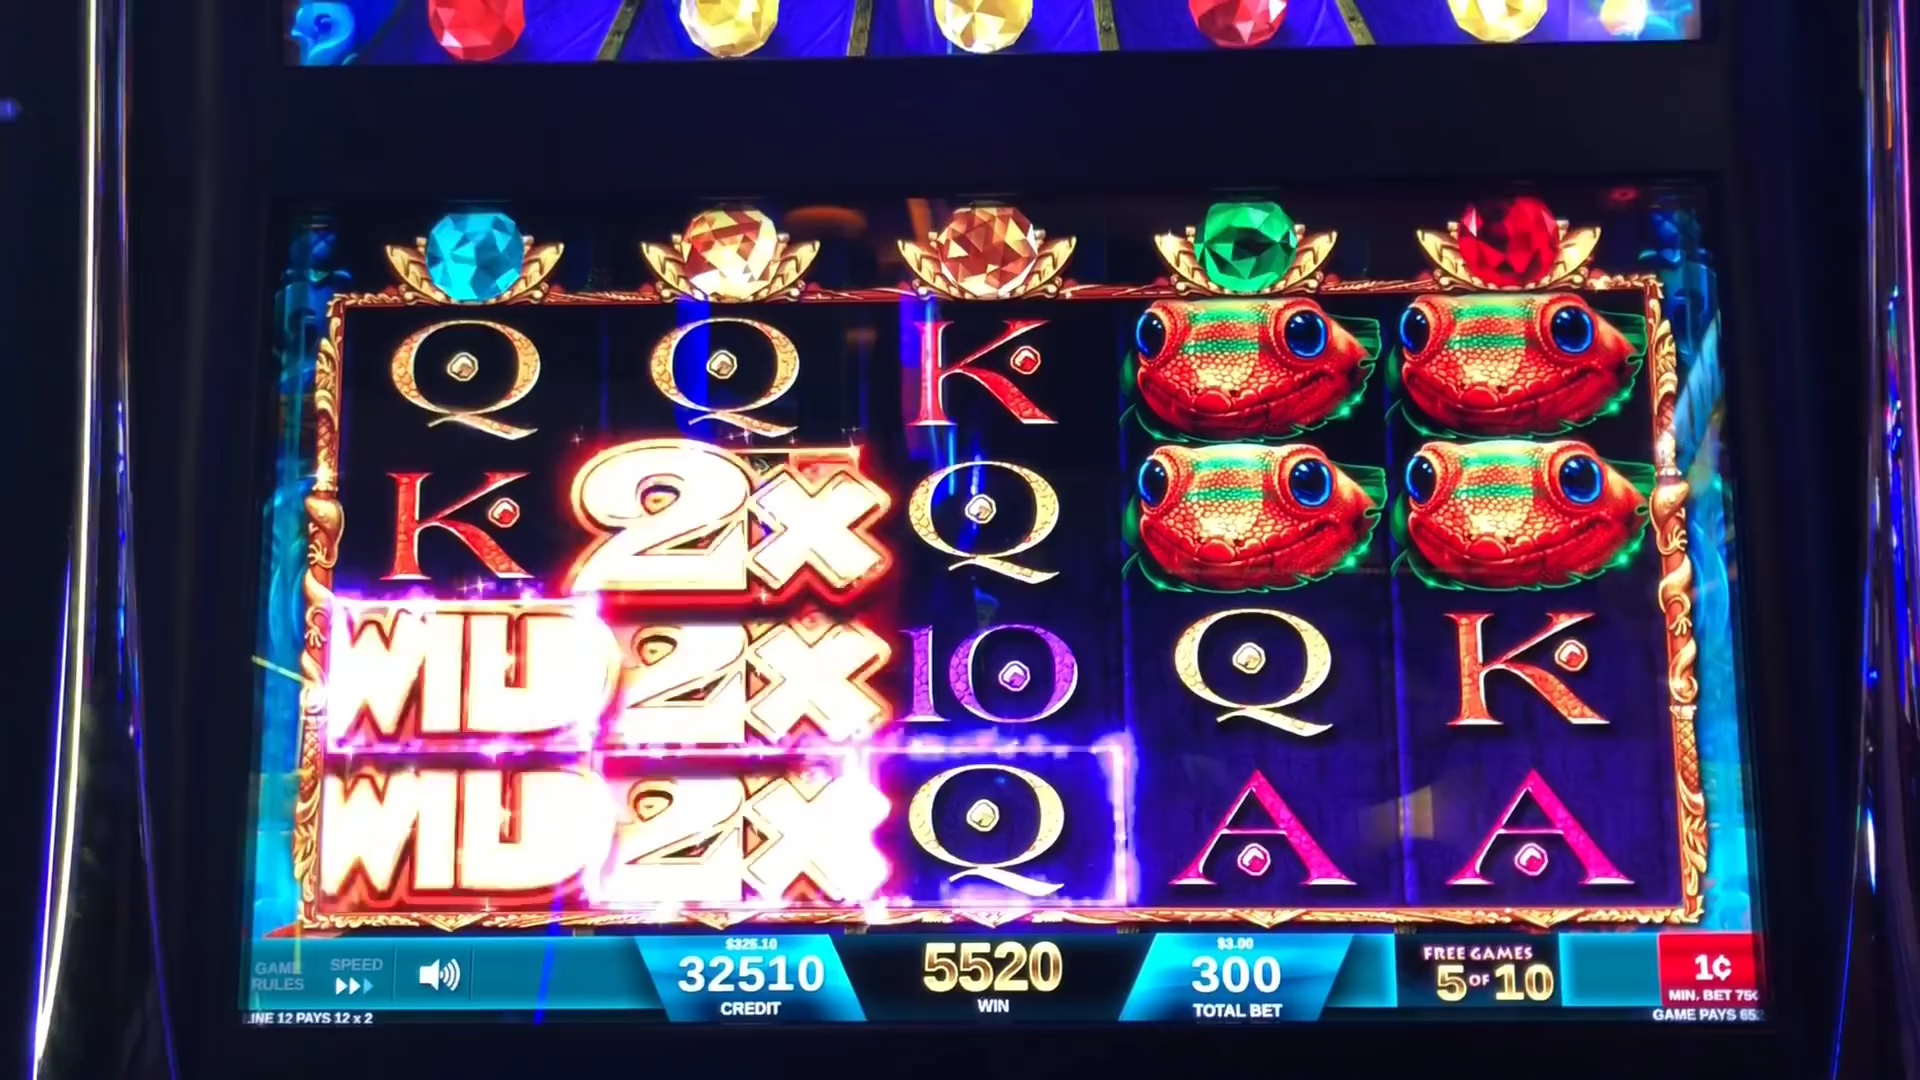 Q Q K
K 2X Q
WILD 2X 10 Q K
WILD 2X Q A A
GAME RULES
SPEED
$325.10
32510
CREDIT
5520
WIN
$3.00
300
TOTAL BET
FREE GAMES
5 OF 10
1¢
MIN. BET 75¢
LINE 12 PAYS 12 x 2
GAME PAYS